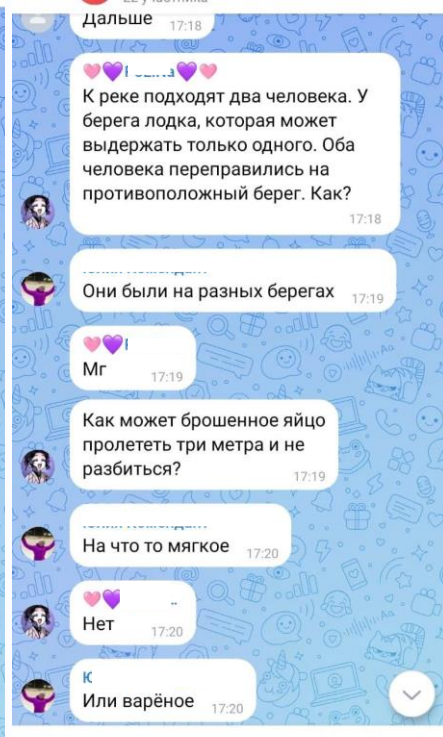 22 участника
Дальше 17:18
К реке подходят два человека. У
берега лодка, которая может
выдержать только одного. Оба
человека переправились на
противоположный берег. Как?
17:18
Они были на разных берегах 17:19
Мг 17:19
Как может брошенное яйцо
пролететь три метра и не
разбиться?
17:19
На что то мягкое 17:20
Нет 17:20
Или варёное 17:20